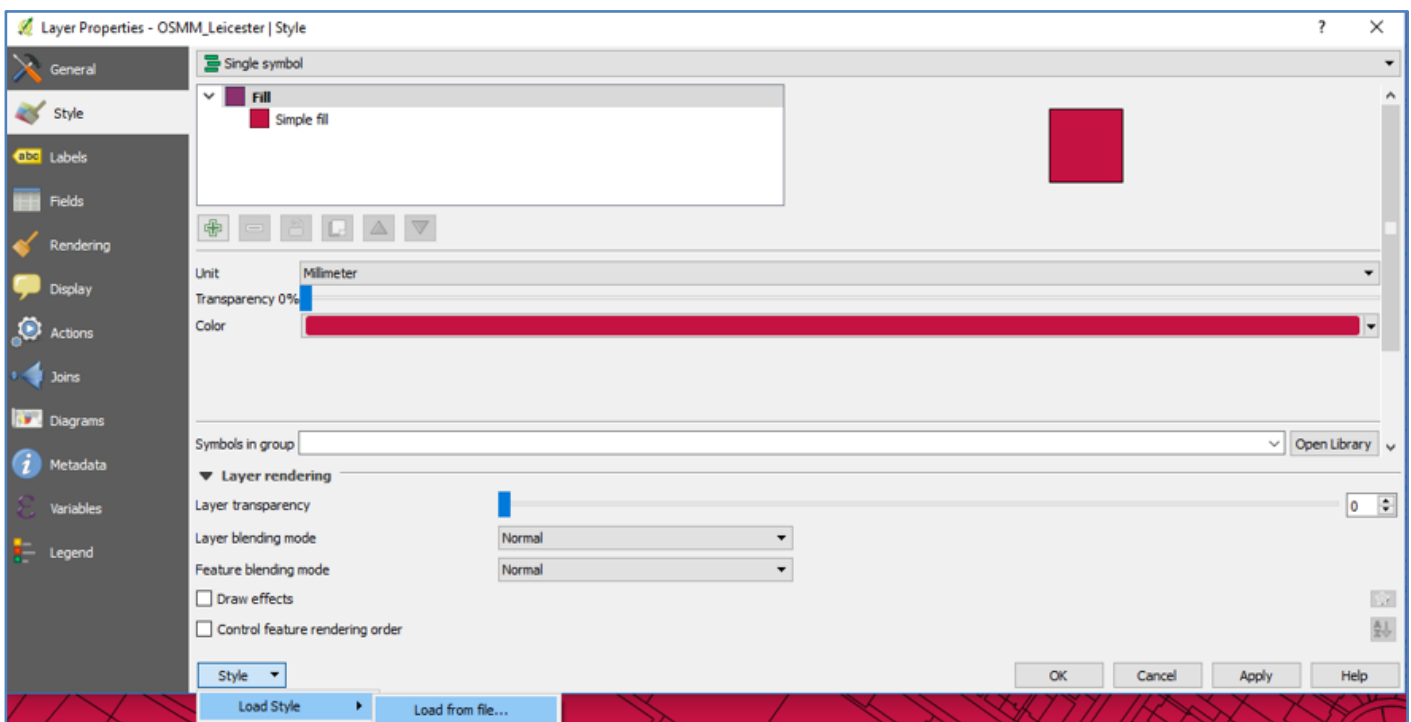 Layer Properties - OSMM_Leicester | Style
?
General
Style
abc Labels
Fields
Rendering
Display
Actions
Joins
Diagrams
i Metadata
Variables
Legend
Single symbol
Fill
Simple fill
Unit Millimeter
Transparency 0%
Color
Symbols in group
Open Library
Layer rendering
Layer transparency 0
Layer blending mode Normal
Feature blending mode Normal
Draw effects
Control feature rendering order
Style OK Cancel Apply Help
Load Style Load from file...